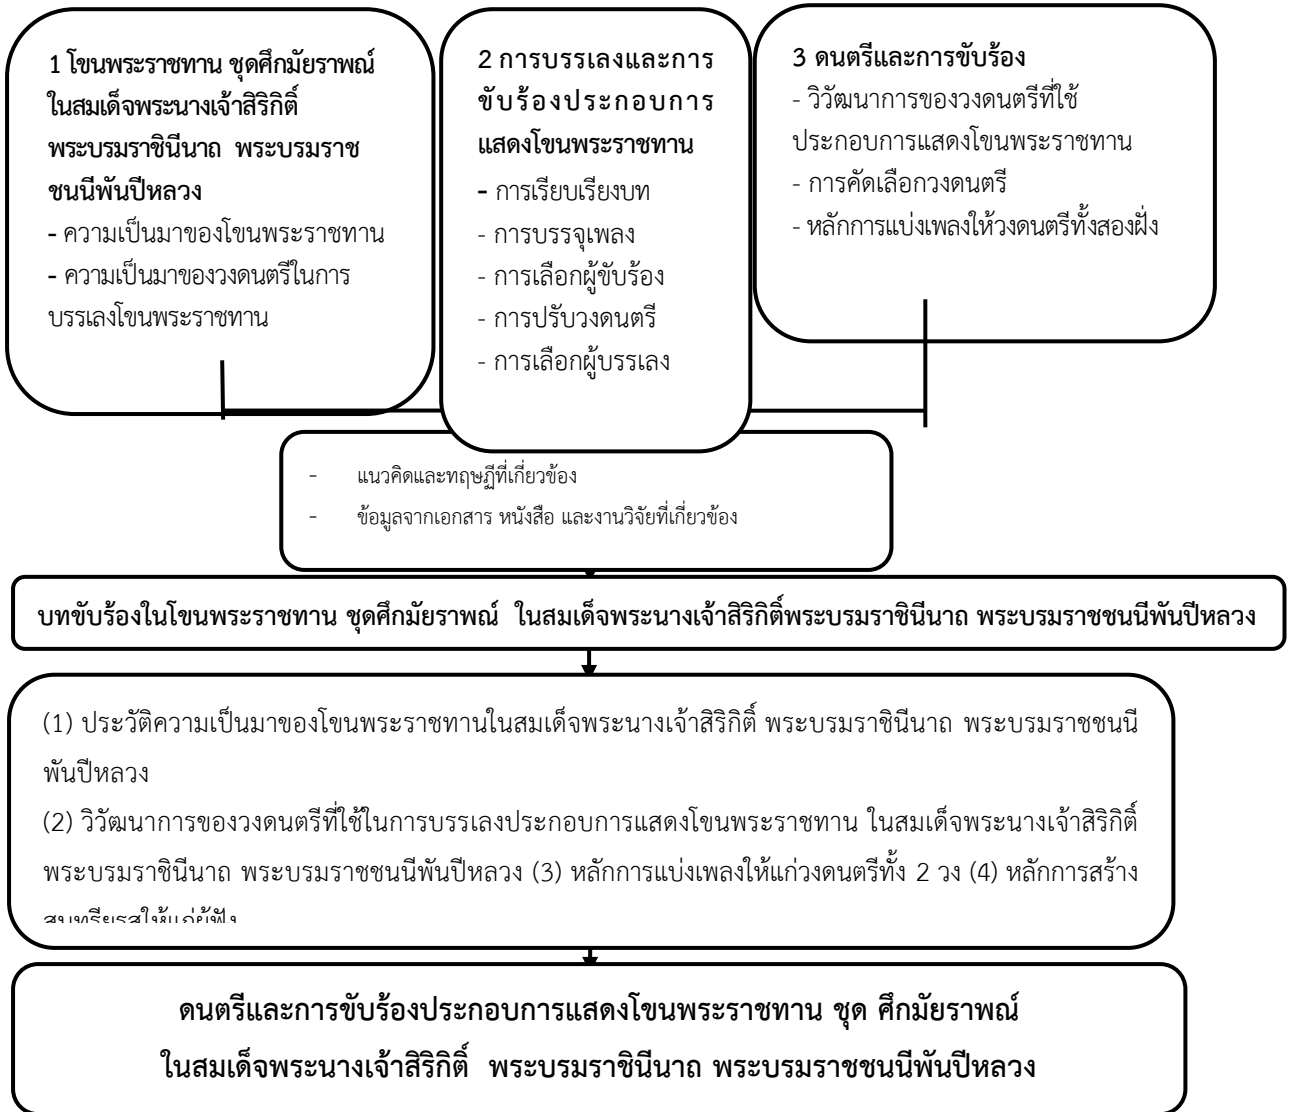 1 โขนพระราชทาน ชุดศึกมัยราพณ์
ในสมเด็จพระนางเจ้าสิริกิติ์
พระบรมราชินีนาถ พระบรมราช
ชนนีพันปีหลวง
- ความเป็นมาของโขนพระราชทาน
- ความเป็นมาของวงดนตรีในการ
บรรเลงโขนพระราชทาน
2 การบรรเลงและการ
ขับร้องประกอบการ
แสดงโขนพระราชทาน
- การเรียบเรียงบท
- การบรรจุเพลง
- การเลือกผู้ขับร้อง
- การปรับวงดนตรี
- การเลือกผู้บรรเลง
3 ดนตรีและการขับร้อง
- วิวัฒนาการของวงดนตรีที่ใช้
ประกอบการแสดงโขนพระราชทาน
- การคัดเลือกวงดนตรี
- หลักการแบ่งเพลงให้วงดนตรีทั้งสองฝั่ง
- แนวคิดและทฤษฎีที่เกี่ยวข้อง
- ข้อมูลจากเอกสาร หนังสือ และงานวิจัยที่เกี่ยวข้อง
บทขับร้องในโขนพระราชทาน ชุดศึกมัยราพณ์ ในสมเด็จพระนางเจ้าสิริกิติ์พระบรมราชินีนาถ พระบรมราชชนนีพันปีหลวง
(1) ประวัติความเป็นมาของโขนพระราชทานในสมเด็จพระนางเจ้าสิริกิติ์ พระบรมราชินีนาถ พระบรมราชชนนี
พันปีหลวง
(2) วิวัฒนาการของวงดนตรีที่ใช้ในการบรรเลงประกอบการแสดงโขนพระราชทาน ในสมเด็จพระนางเจ้าสิริกิติ์
พระบรมราชินีนาถ พระบรมราชชนนีพันปีหลวง (3) หลักการแบ่งเพลงให้แก่วงดนตรีทั้ง 2 วง (4) หลักการสร้าง
สุนทรียรสให้แก่ผู้ฟัง
ดนตรีและการขับร้องประกอบการแสดงโขนพระราชทาน ชุด ศึกมัยราพณ์
ในสมเด็จพระนางเจ้าสิริกิติ์ พระบรมราชินีนาถ พระบรมราชชนนีพันปีหลวง